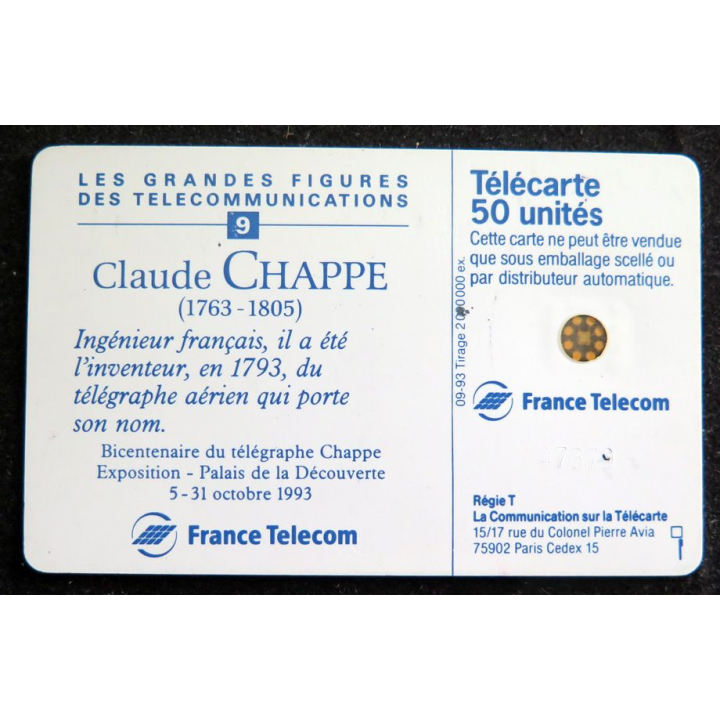 LES GRANDES FIGURES
DES TELECOMMUNICATIONS
9
Claude CHAPPE
(1763-1805)
Ingénieur français, il a été
l'inventeur, en 1793, du
télégraphe aérien qui porte
son nom.
Bicentenaire du télégraphe Chappe
Exposition - Palais de la Découverte
5-31 octobre 1993
France Telecom
09-93 Tirage 2 000 000 ex.
Télécarte
50 unités
Cette carte ne peut être vendue
que sous emballage scellé ou
par distributeur automatique.
France Telecom
Régie T
La Communication sur la Télécarte
15/17 rue du Colonel Pierre Avia
75902 Paris Cedex 15